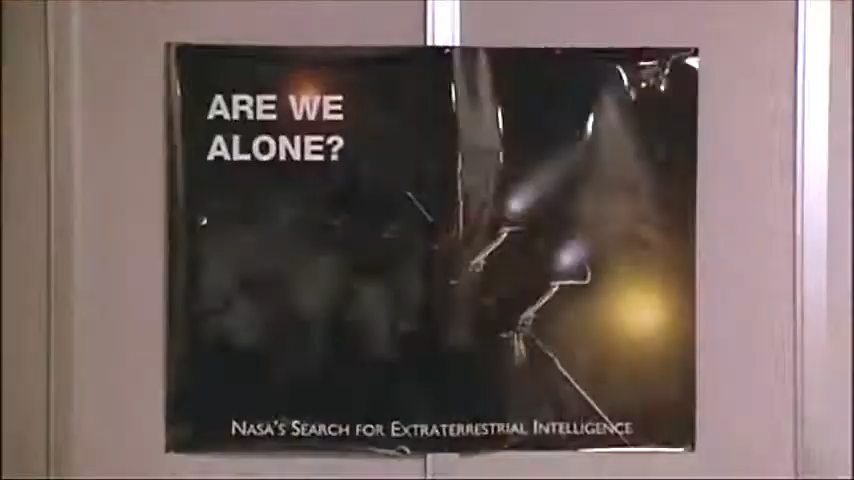 ARE WE
ALONE?
NASA'S SEARCH FOR EXTRATERRESTRIAL INTELLIGENCE